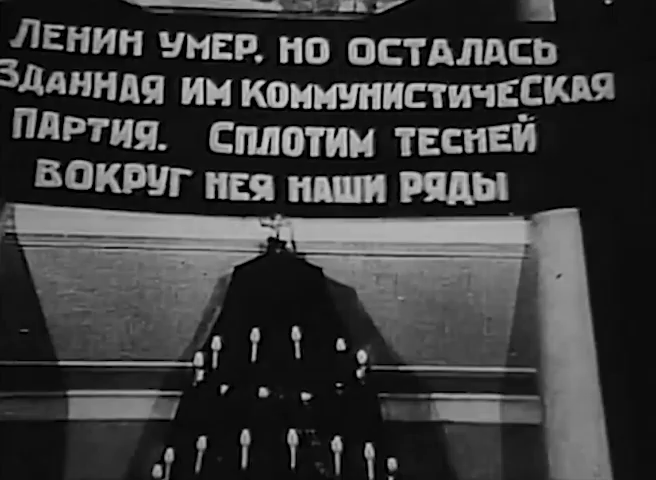 ЛЕНИН УМЕР, НО ОСТАЛАСЬ
ЗДАННАЯ ИМ КОММУНИСТИЧЕСКАЯ
ПАРТИЯ. СПЛОТИМ ТЕСНЕЙ
ВОКРУГ НЕЯ НАШИ РЯДЫ